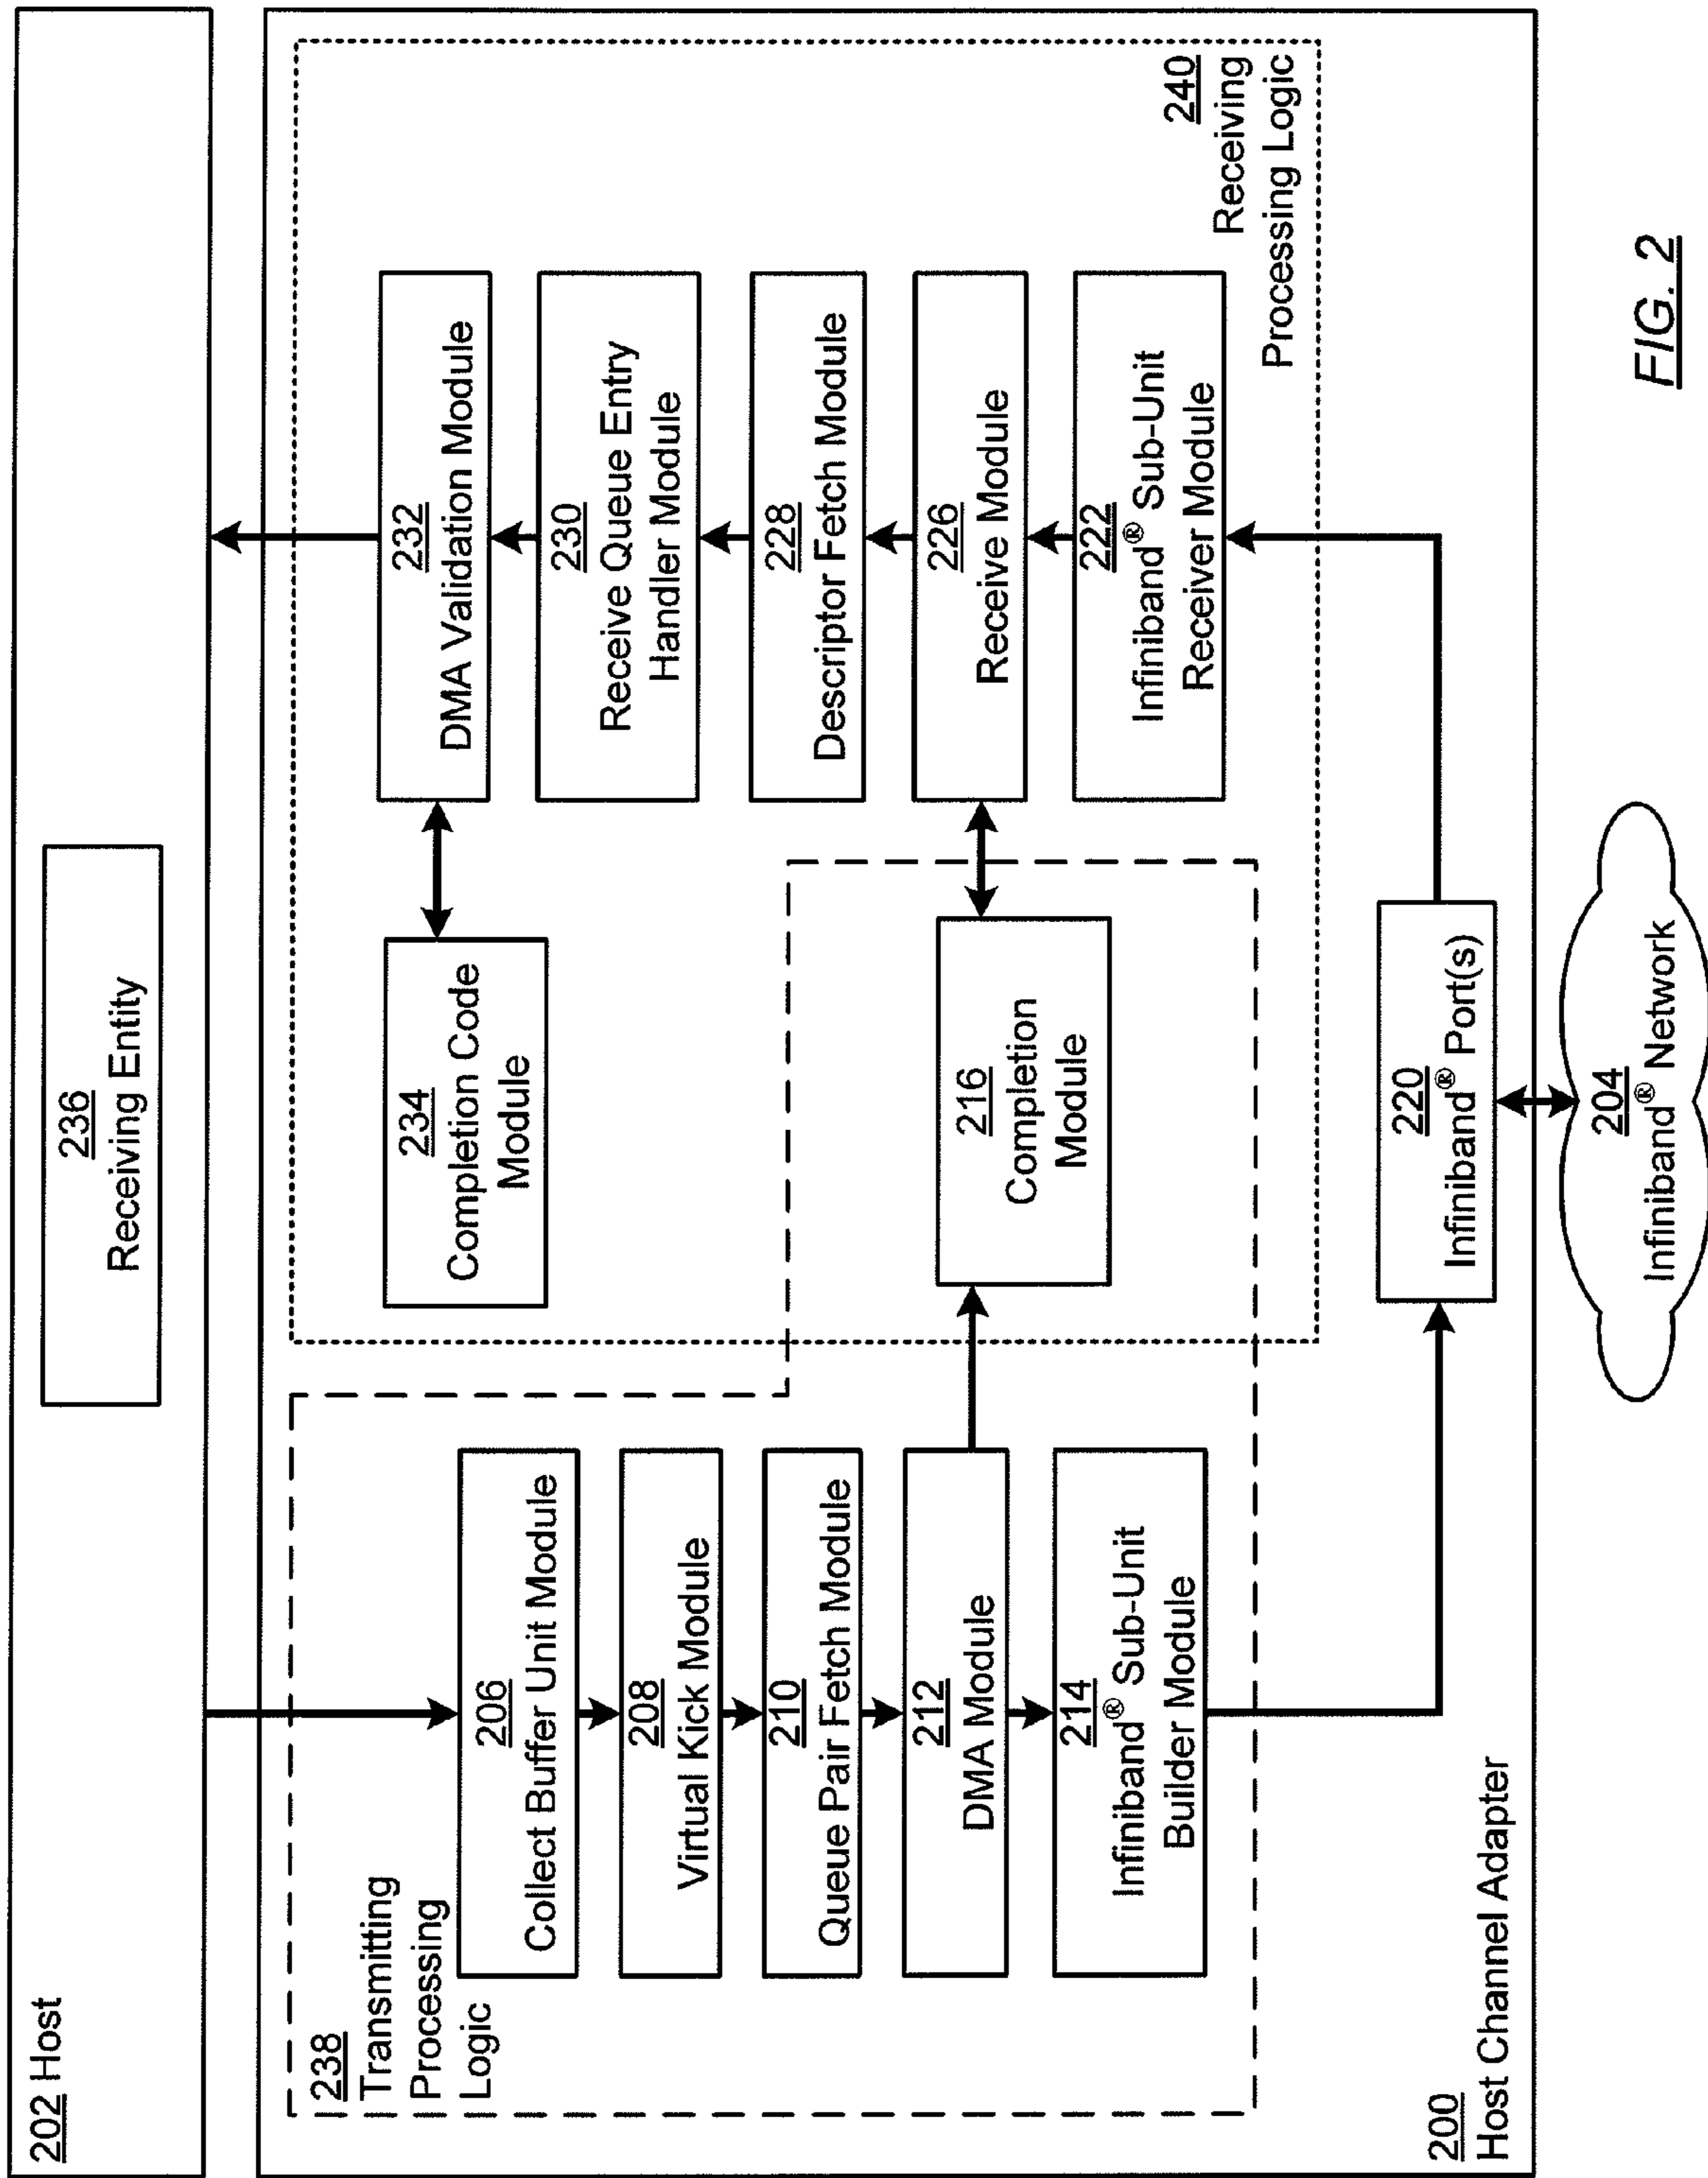 202 Host
236
Receiving Entity
238
Transmitting
Processing
Logic
206
Collect Buffer Unit Module
208
Virtual Kick Module
210
Queue Pair Fetch Module
212
DMA Module
214
Infiniband® Sub-Unit
Builder Module
234
Completion Code
Module
216
Completion
Module
232
DMA Validation Module
230
Receive Queue Entry
Handler Module
228
Descriptor Fetch Module
226
Receive Module
222
Infiniband® Sub-Unit
Receiver Module
240
Receiving
Processing Logic
220
Infiniband® Port(s)
200
Host Channel Adapter
204
Infiniband® Network
FIG. 2